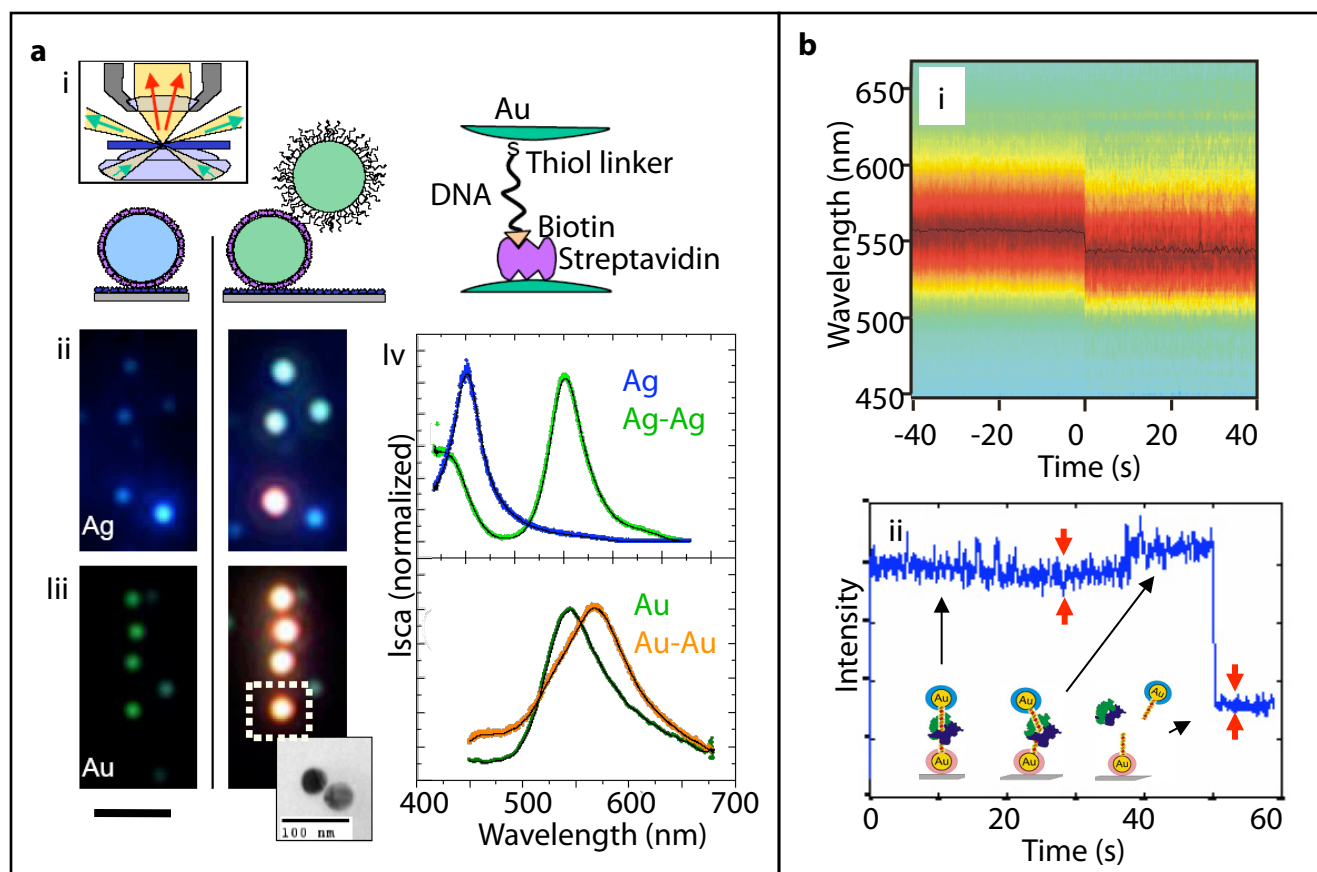 a
i
Au
S
Thiol linker
DNA
Biotin
Streptavidin
ii
Ag
Iii
Au
100 nm
Iv
Ag
Ag-Ag
Au
Au-Au
Isca (normalized)
400 500 600 700
Wavelength (nm)
b
i
Wavelength (nm)
650
600
550
500
450
-40 -20 0 20 40
Time (s)
ii
Intensity
Au
Au
Au
Au
Au
Au
0 20 40 60
Time (s)